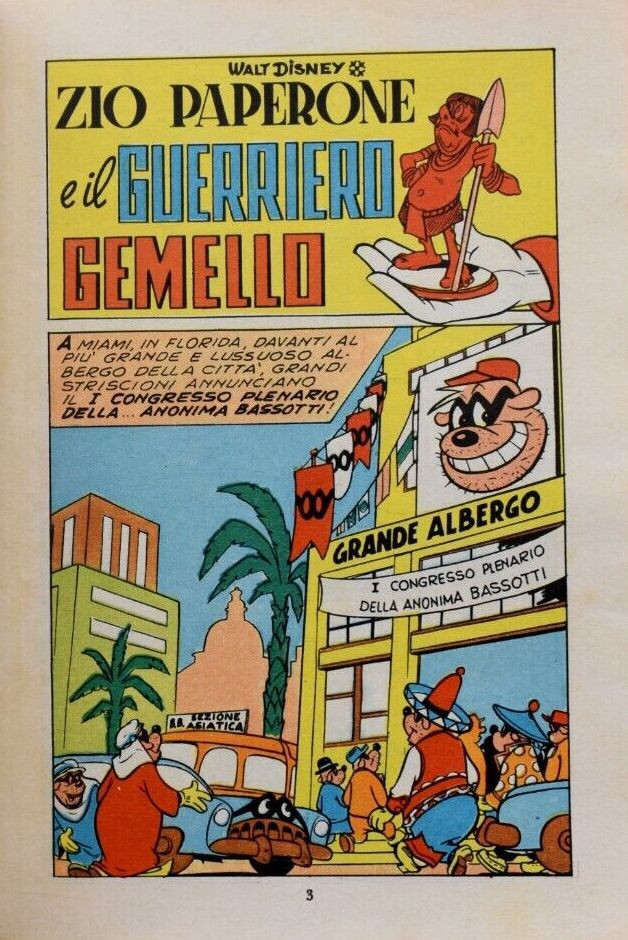 WALT DISNEY
ZIO PAPERONE
e il GUERRIERO
GEMELLO
A MIAMI, IN FLORIDA, DAVANTI AL
PIU' GRANDE E LUSSUOSO AL-
BERGO DELLA CITTA', GRANDI
STRISCIONI ANNUNCIANO
IL I CONGRESSO PLENARIO
DELLA... ANONIMA BASSOTTI!
GRANDE ALBERGO
I CONGRESSO PLENARIO
DELLA ANONIMA BASSOTTI
B.B. SEZIONE
ASIATICA
3